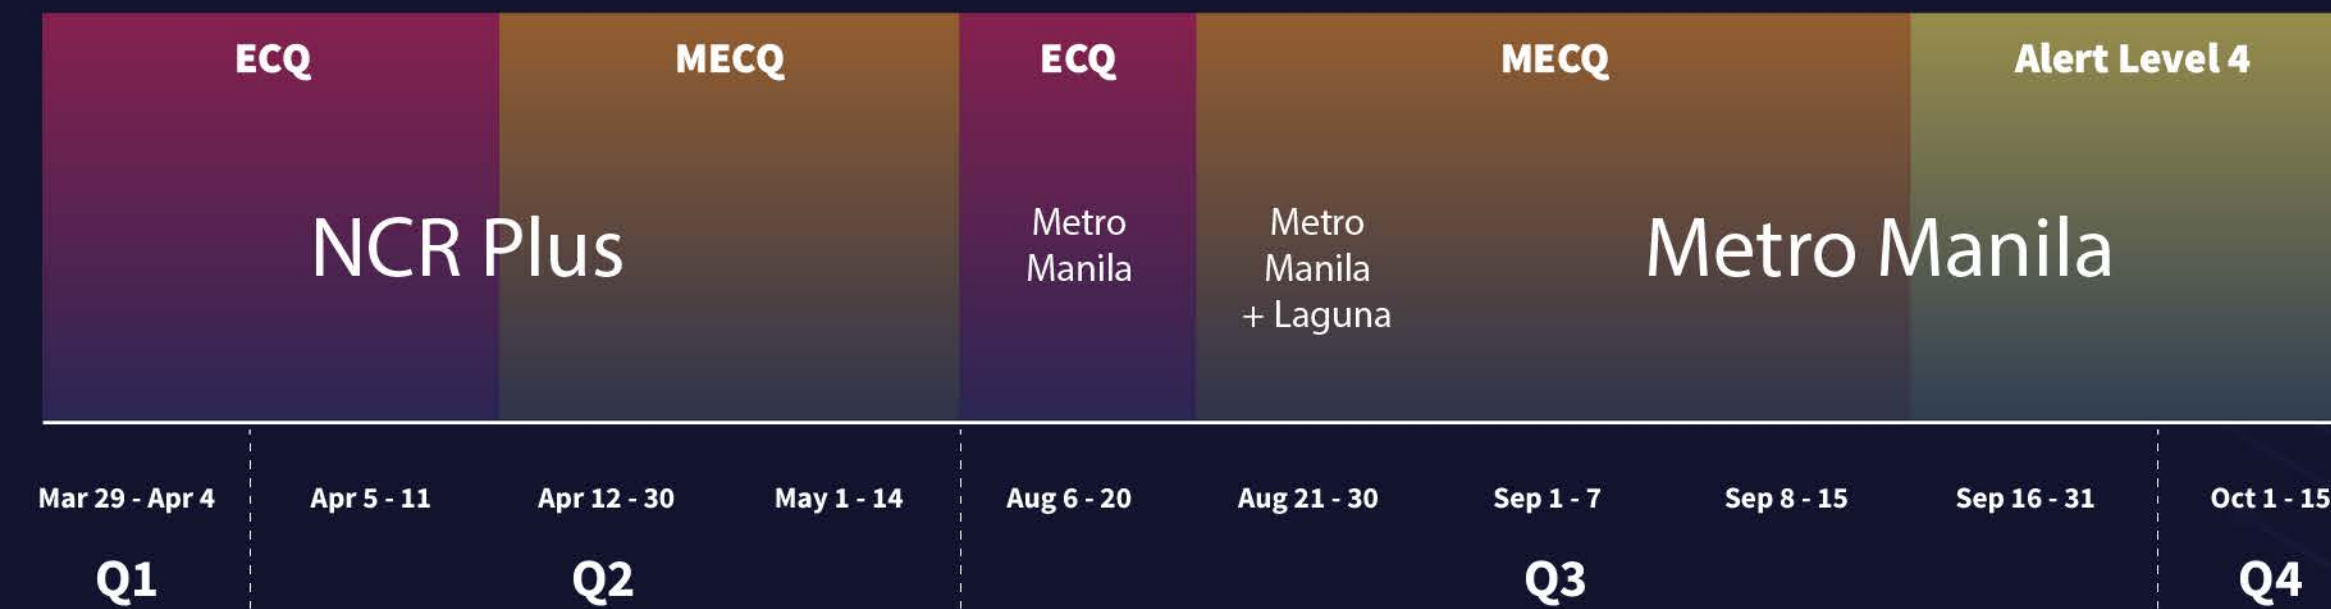 ECQ
MECQ
ECQ
MECQ
Alert Level 4
NCR Plus
Metro
Manila
Metro
Manila
+ Laguna
Metro Manila
Mar 29 - Apr 4
Apr 5 - 11
Apr 12 - 30
May 1 - 14
Aug 6 - 20
Aug 21 - 30
Sep 1 - 7
Sep 8 - 15
Sep 16 - 31
Oct 1 - 15
Q1
Q2
Q3
Q4